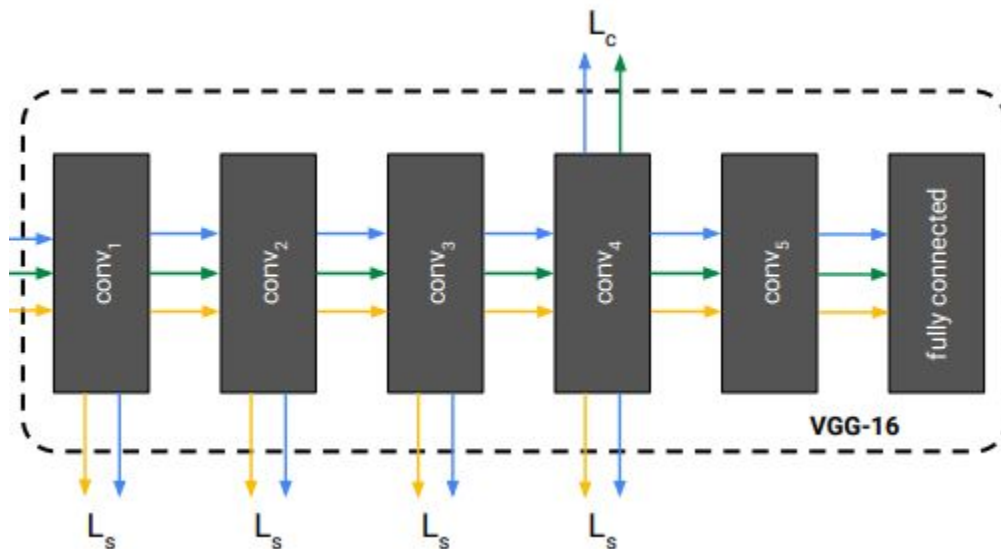 L_c
conv_1
conv_2
conv_3
conv_4
conv_5
fully connected
VGG-16
L_s
L_s
L_s
L_s